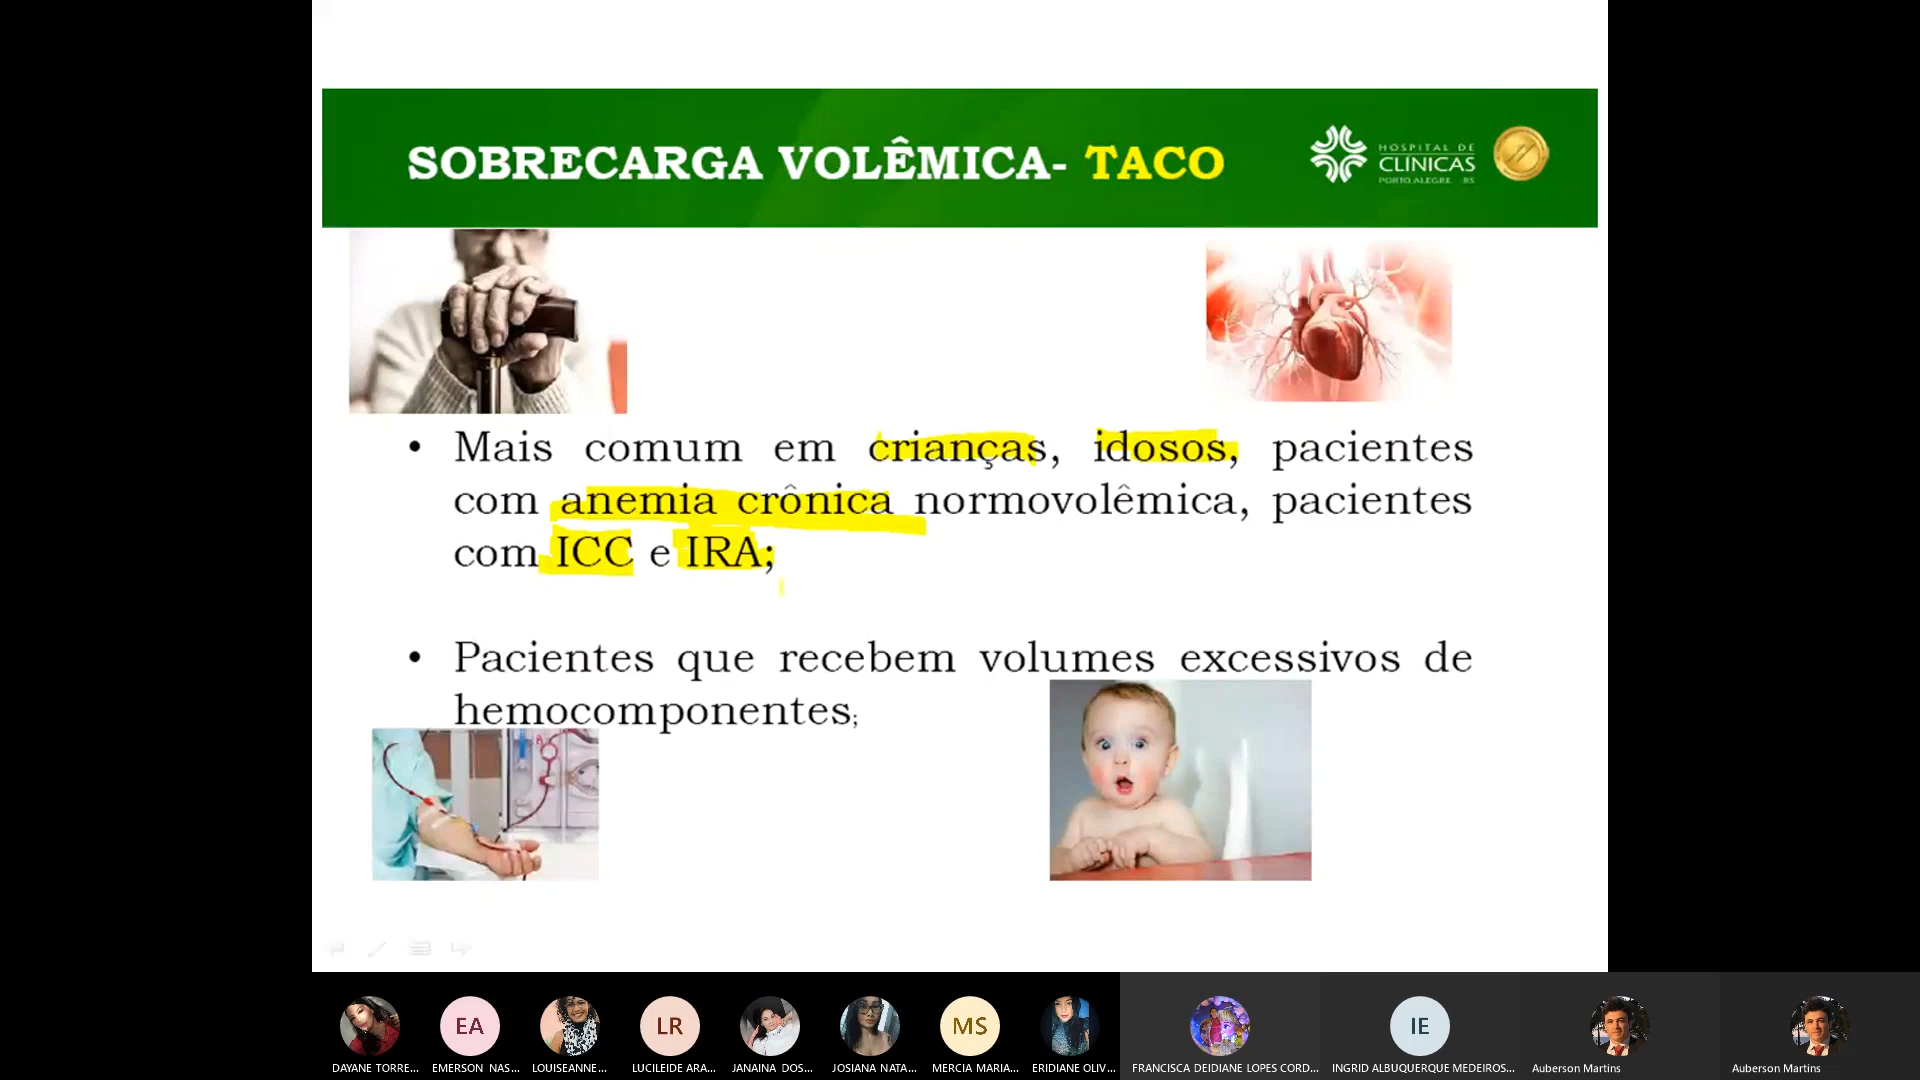 SOBRECARGA VOLÊMICA- TACO
HOSPITAL DE
CLÍNICAS
PORTO ALEGRE RS
• Mais comum em crianças, idosos, pacientes
com anemia crônica normovolêmica, pacientes
com ICC e IRA;
• Pacientes que recebem volumes excessivos de
hemocomponentes;
EA
LR
MS
IE
DAYANE TORRE...
EMERSON NAS...
LOUISEANNE...
LUCILEIDE ARA...
JANAINA DOS...
JOSIANA NATA...
MERCIA MARIA...
ERIDIANE OLIV...
FRANCISCA DEIDIANE LOPES CORD...
INGRID ALBUQUERQUE MEDEIROS...
Auberson Martins
Auberson Martins